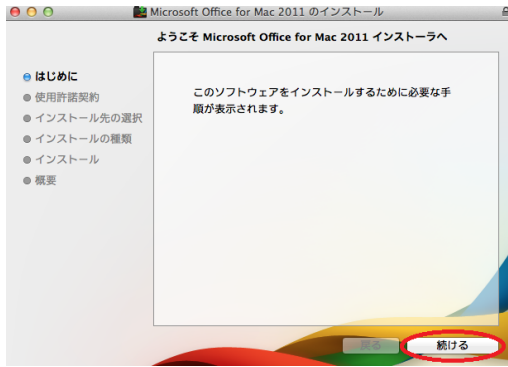 Microsoft Office for Mac 2011 のインストール
ようこそ Microsoft Office for Mac 2011 インストーラへ
はじめに
使用許諾契約
インストール先の選択
インストールの種類
インストール
概要
このソフトウェアをインストールするために必要な手
順が表示されます。
戻る
続ける